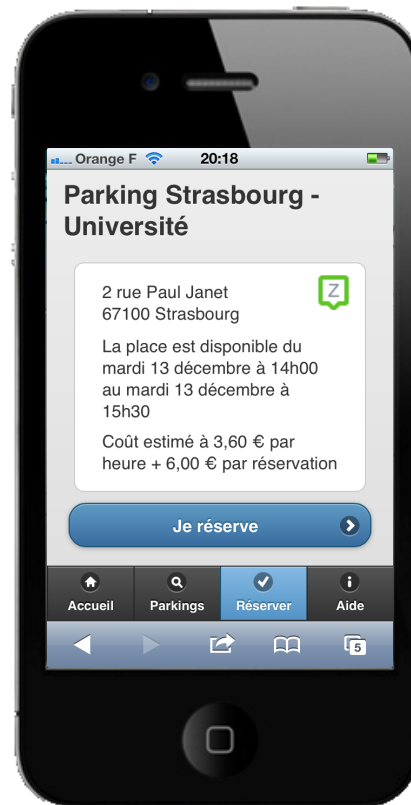 Orange F 20:18
Parking Strasbourg -
Université
Z
2 rue Paul Janet
67100 Strasbourg
La place est disponible du
mardi 13 décembre à 14h00
au mardi 13 décembre à
15h30
Coût estimé à 3,60 € par
heure + 6,00 € par réservation
Je réserve
Accueil Parkings Réserver Aide
5